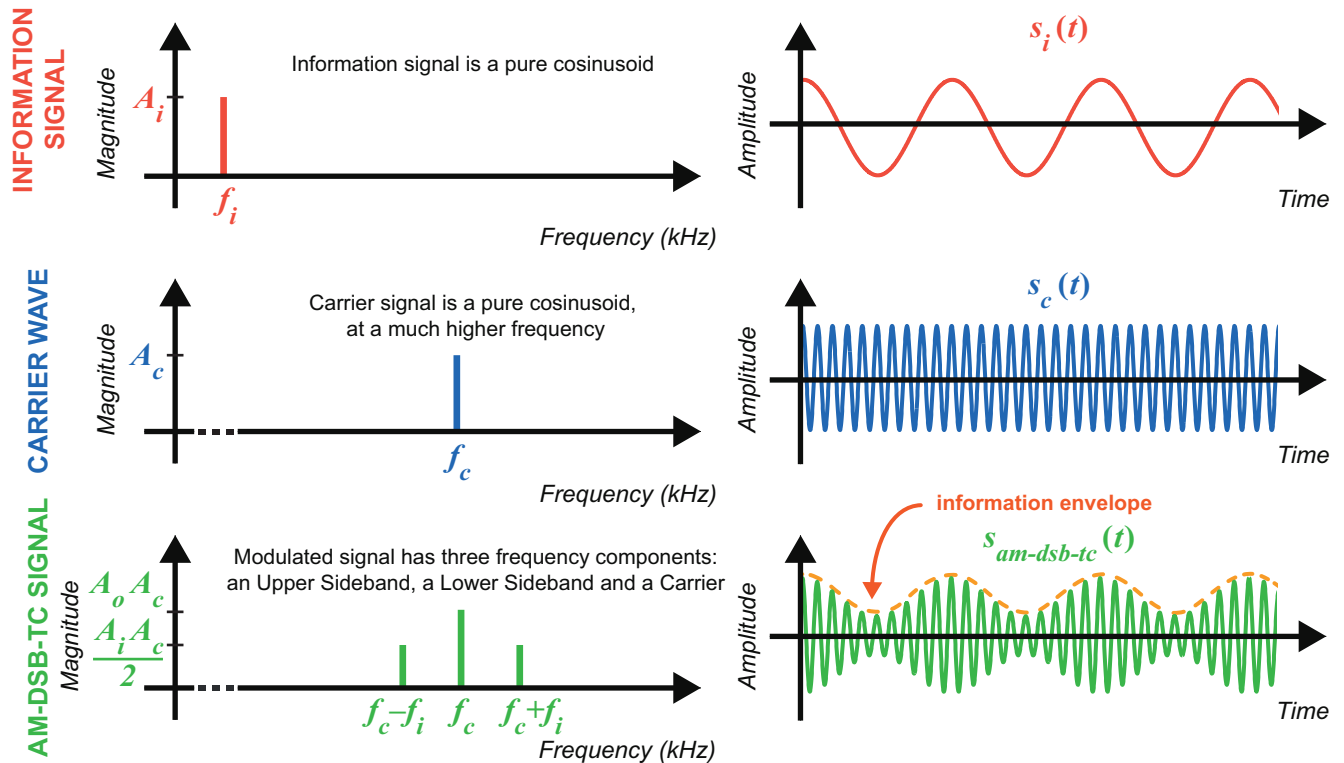 INFORMATION
SIGNAL
Magnitude
A_i
f_i
Information signal is a pure cosinusoid
Frequency (kHz)
s_i(t)
Amplitude
Time
CARRIER WAVE
Magnitude
A_c
f_c
Carrier signal is a pure cosinusoid,
at a much higher frequency
Frequency (kHz)
s_c(t)
Amplitude
Time
AM-DSB-TC SIGNAL
Magnitude
A_o A_c
A_i A_c
2
Modulated signal has three frequency components:
an Upper Sideband, a Lower Sideband and a Carrier
f_c–f_i
f_c
f_c+f_i
Frequency (kHz)
information envelope
s_am-dsb-tc(t)
Amplitude
Time